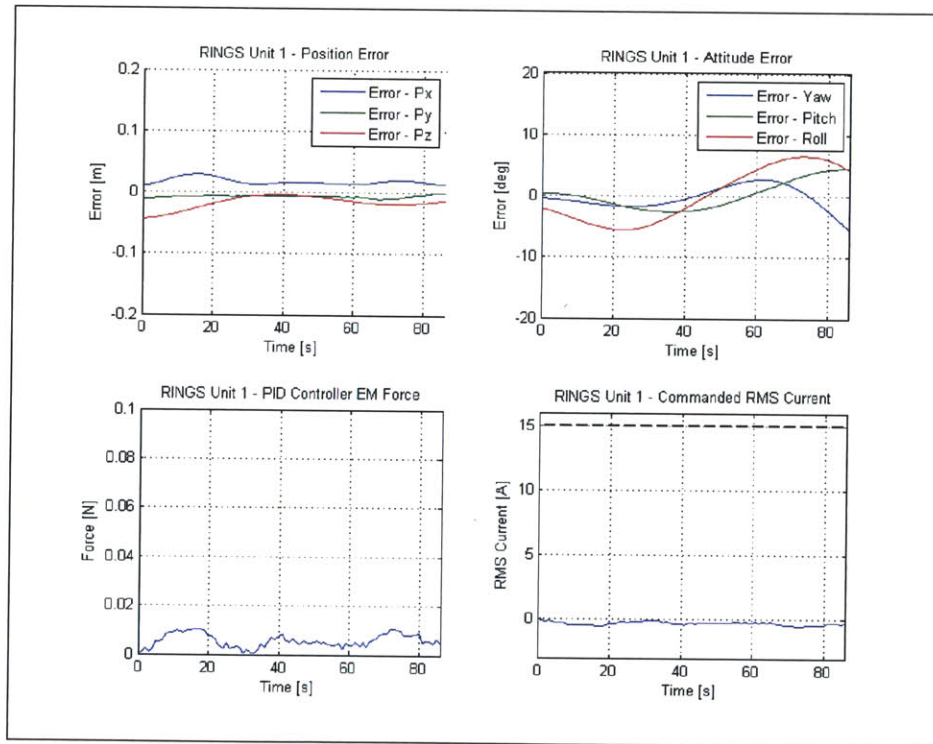 RINGS Unit 1 - Position Error
0.2
0.1
0
-0.1
-0.2
Error [m]
Error - Px
Error - Py
Error - Pz
0 20 40 60 80
Time [s]
RINGS Unit 1 - Attitude Error
20
10
0
-10
-20
Error [deg]
Error - Yaw
Error - Pitch
Error - Roll
0 20 40 60 80
Time [s]
RINGS Unit 1 - PID Controller EM Force
0.1
0.08
0.06
0.04
0.02
0
Force [N]
0 20 40 60 80
Time [s]
RINGS Unit 1 - Commanded RMS Current
15
10
5
0
RMS Current [A]
0 20 40 60 80
Time [s]